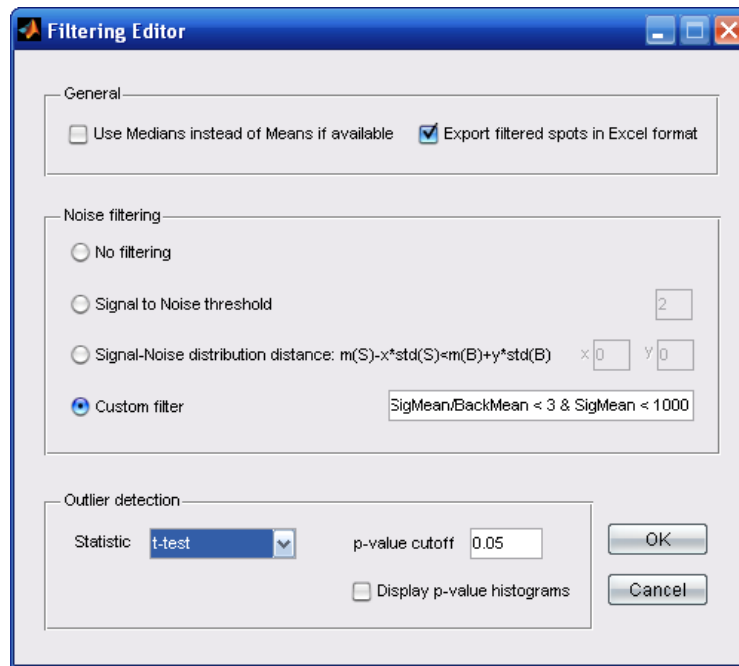 Filtering Editor
General
Use Medians instead of Means if available
Export filtered spots in Excel format
Noise filtering
No filtering
Signal to Noise threshold
2
Signal-Noise distribution distance: m(S)-x*std(S)<m(B)+y*std(B)
x 0
y 0
Custom filter
SigMean/BackMean < 3 & SigMean < 1000
Outlier detection
Statistic
t-test
p-value cutoff
0.05
OK
Display p-value histograms
Cancel